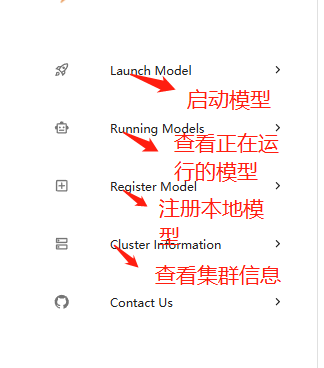 Launch Model
启动模型
Running Models
查看正在运
行的模型
Register Model
注册本地模
型
Cluster Information
查看集群信息
Contact Us